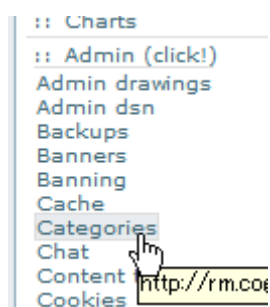 :: Charts
:: Admin (click!)
Admin drawings
Admin dsn
Backups
Banners
Banning
Cache
Categories
Chat
Content
http://rm.co
Cookies